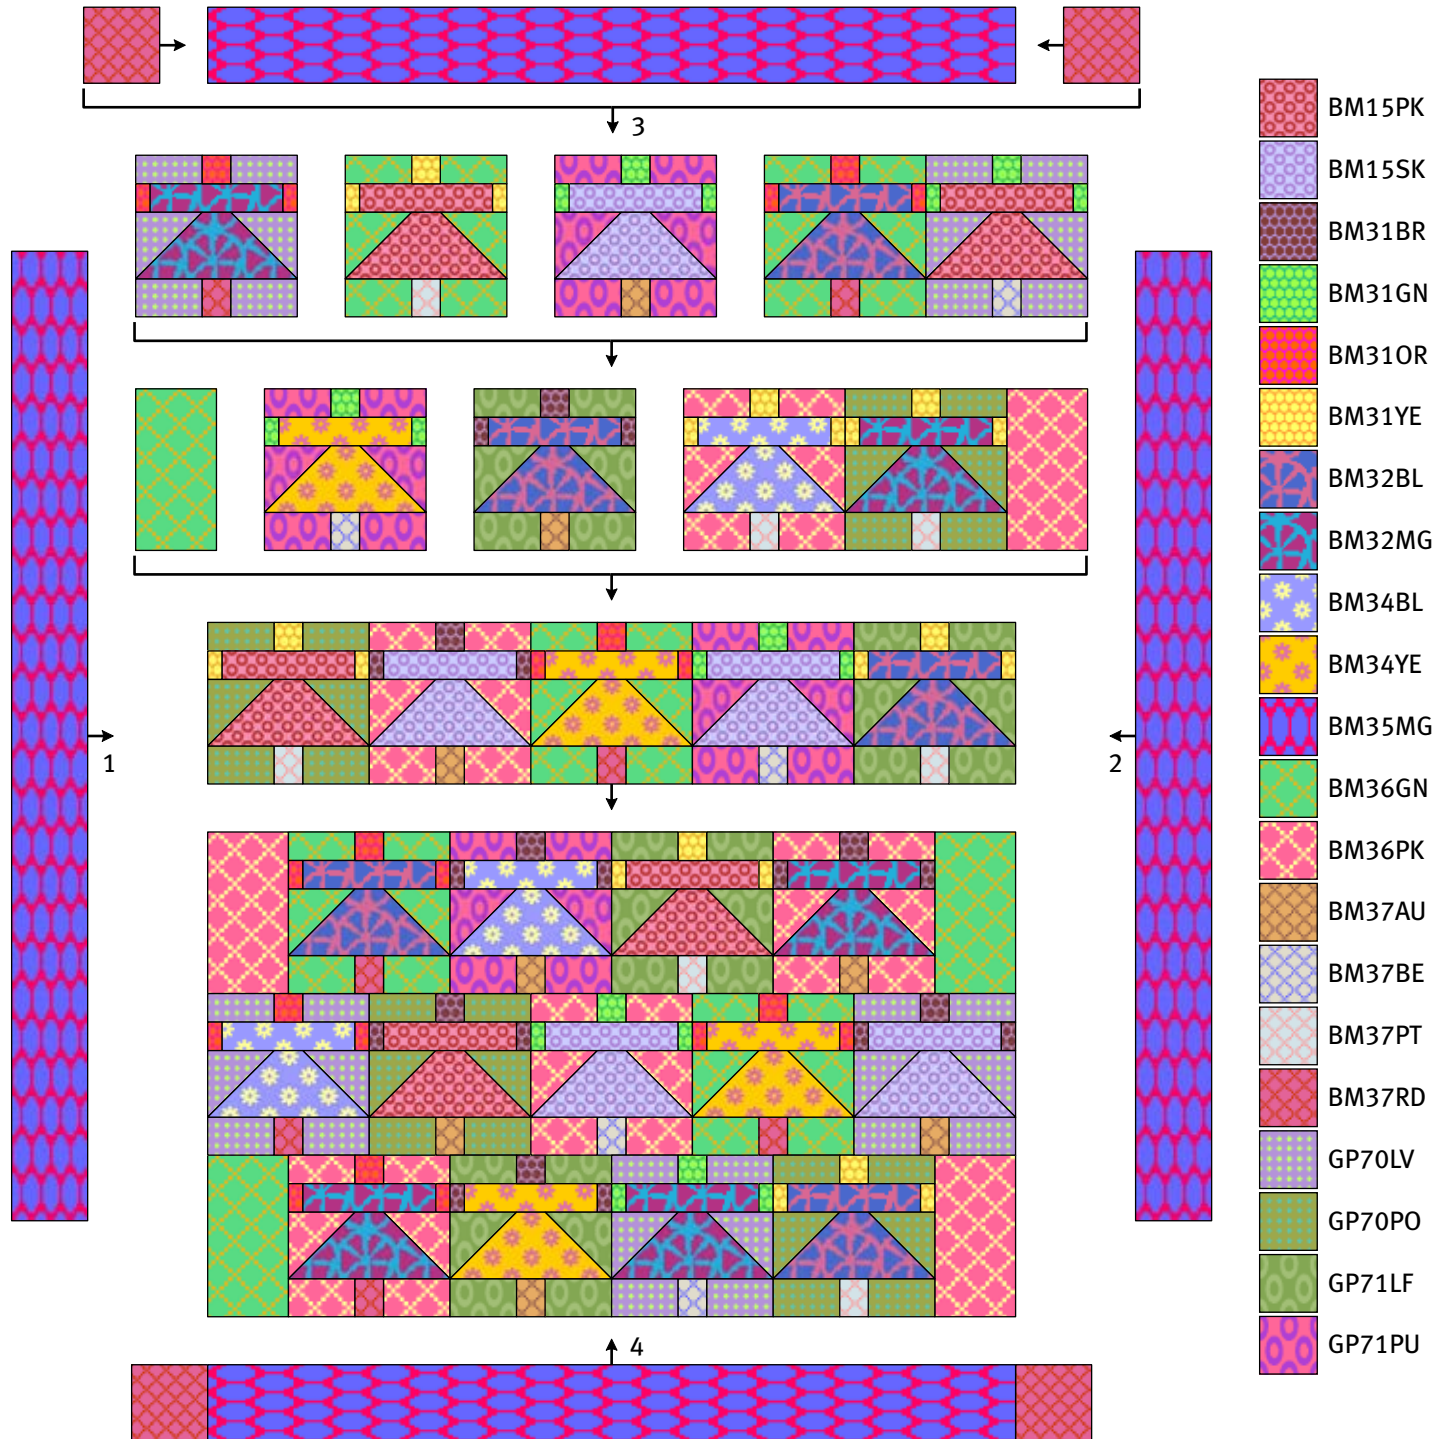 3
1
2
4
BM15PK
BM15SK
BM31BR
BM31GN
BM31OR
BM31YE
BM32BL
BM32MG
BM34BL
BM34YE
BM35MG
BM36GN
BM36PK
BM37AU
BM37BE
BM37PT
BM37RD
GP70LV
GP70PO
GP71LF
GP71PU